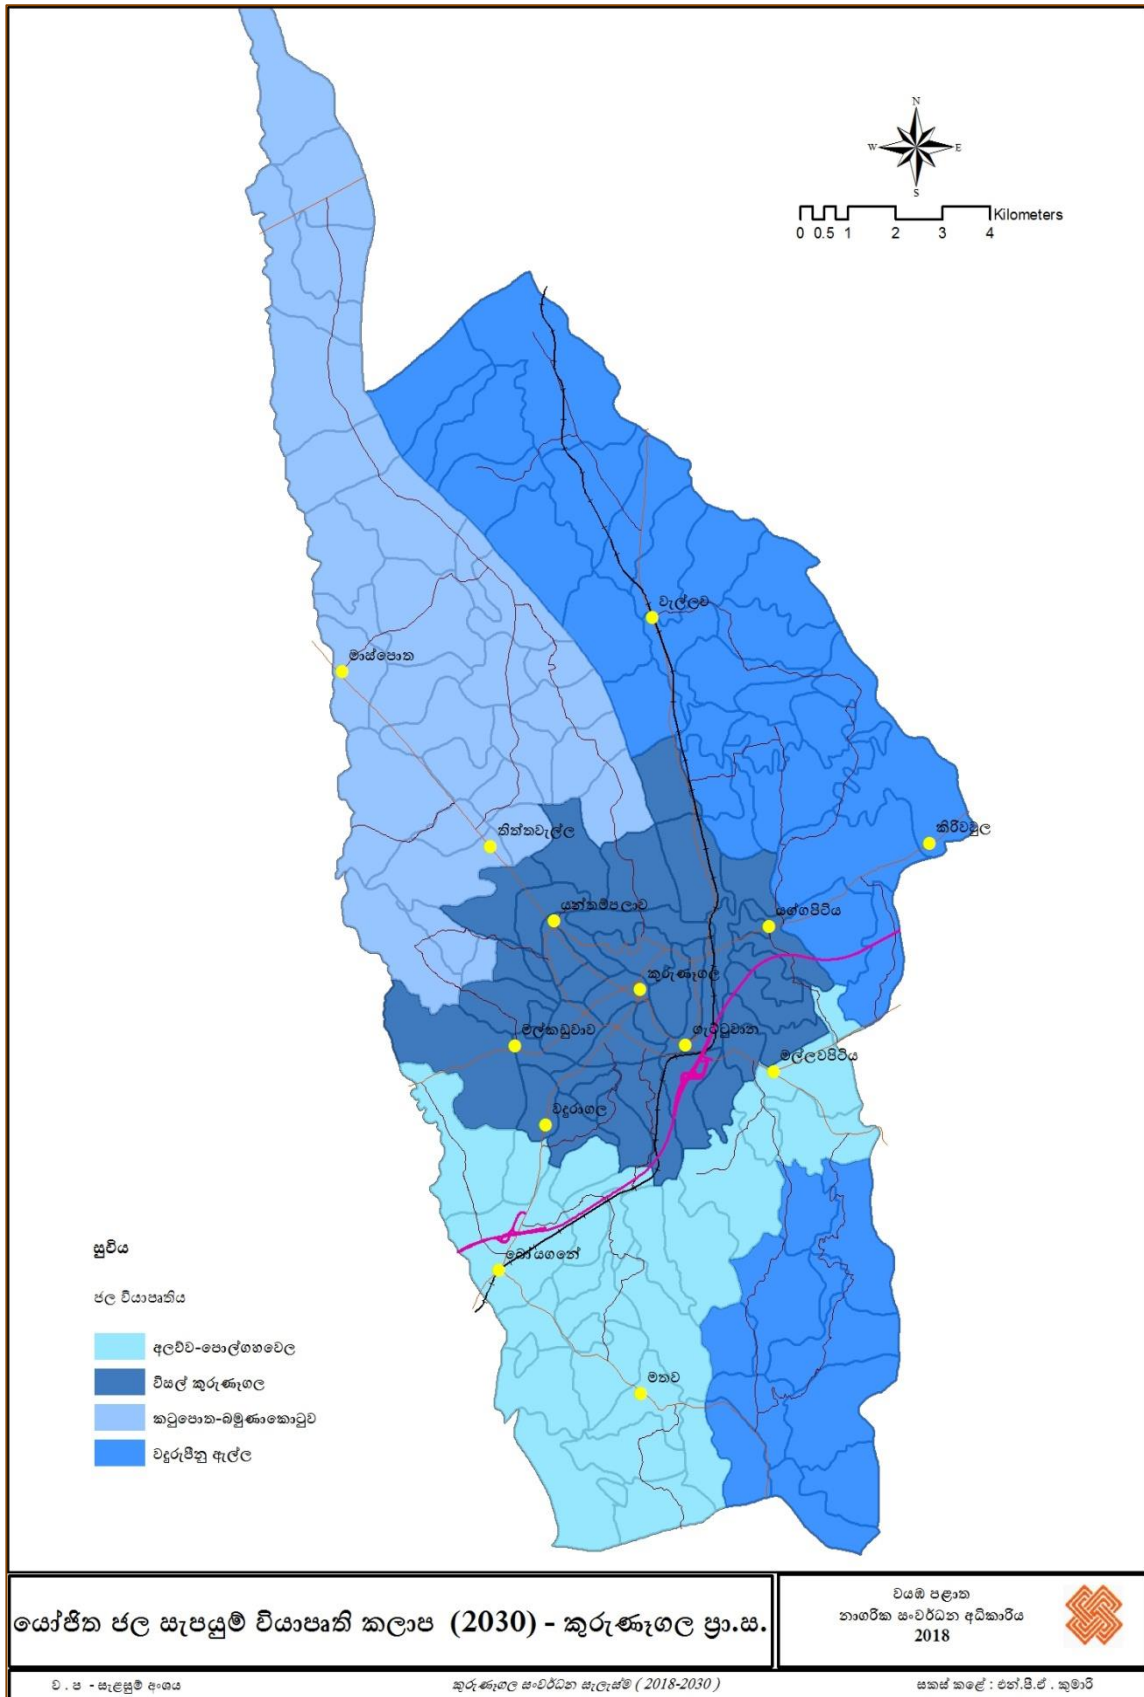 N
W
E
S
Kilometers
0 0.5 1 2 3 4
වැල්ලව
මාස්පොත
තිත්තවැල්ල
කිරිවවුල
යන්තම්පලාව
යග්ගපිටිය
කුරුණෑගල
මල්කඩුවාව
ගැට්ටුවාන
මල්ලවපිටිය
වදුරාගල
බෝයගනේ
මතව
සුචිය
ජල ව්‍යාපෘතිය
අලව්ව-පොල්ගහවෙල
විසල් කුරුණෑගල
කටුපොත-බමුණාකොටුව
වදුරුපීනු ඇල්ල
යෝජිත ජල සැපයුම් ව්‍යාපෘති කලාප (2030) - කුරුණෑගල ප්‍රා.ස.
වයඹ පළාත
නාගරික සංවර්ධන අධිකාරිය
2018
ව . ප - සැළසුම් අංශය
කුරුණෑගල සංවර්ධන සැලැස්ම ( 2018-2030 )
සකස් කළේ : එන්.පී.ඒ . කුමාරි